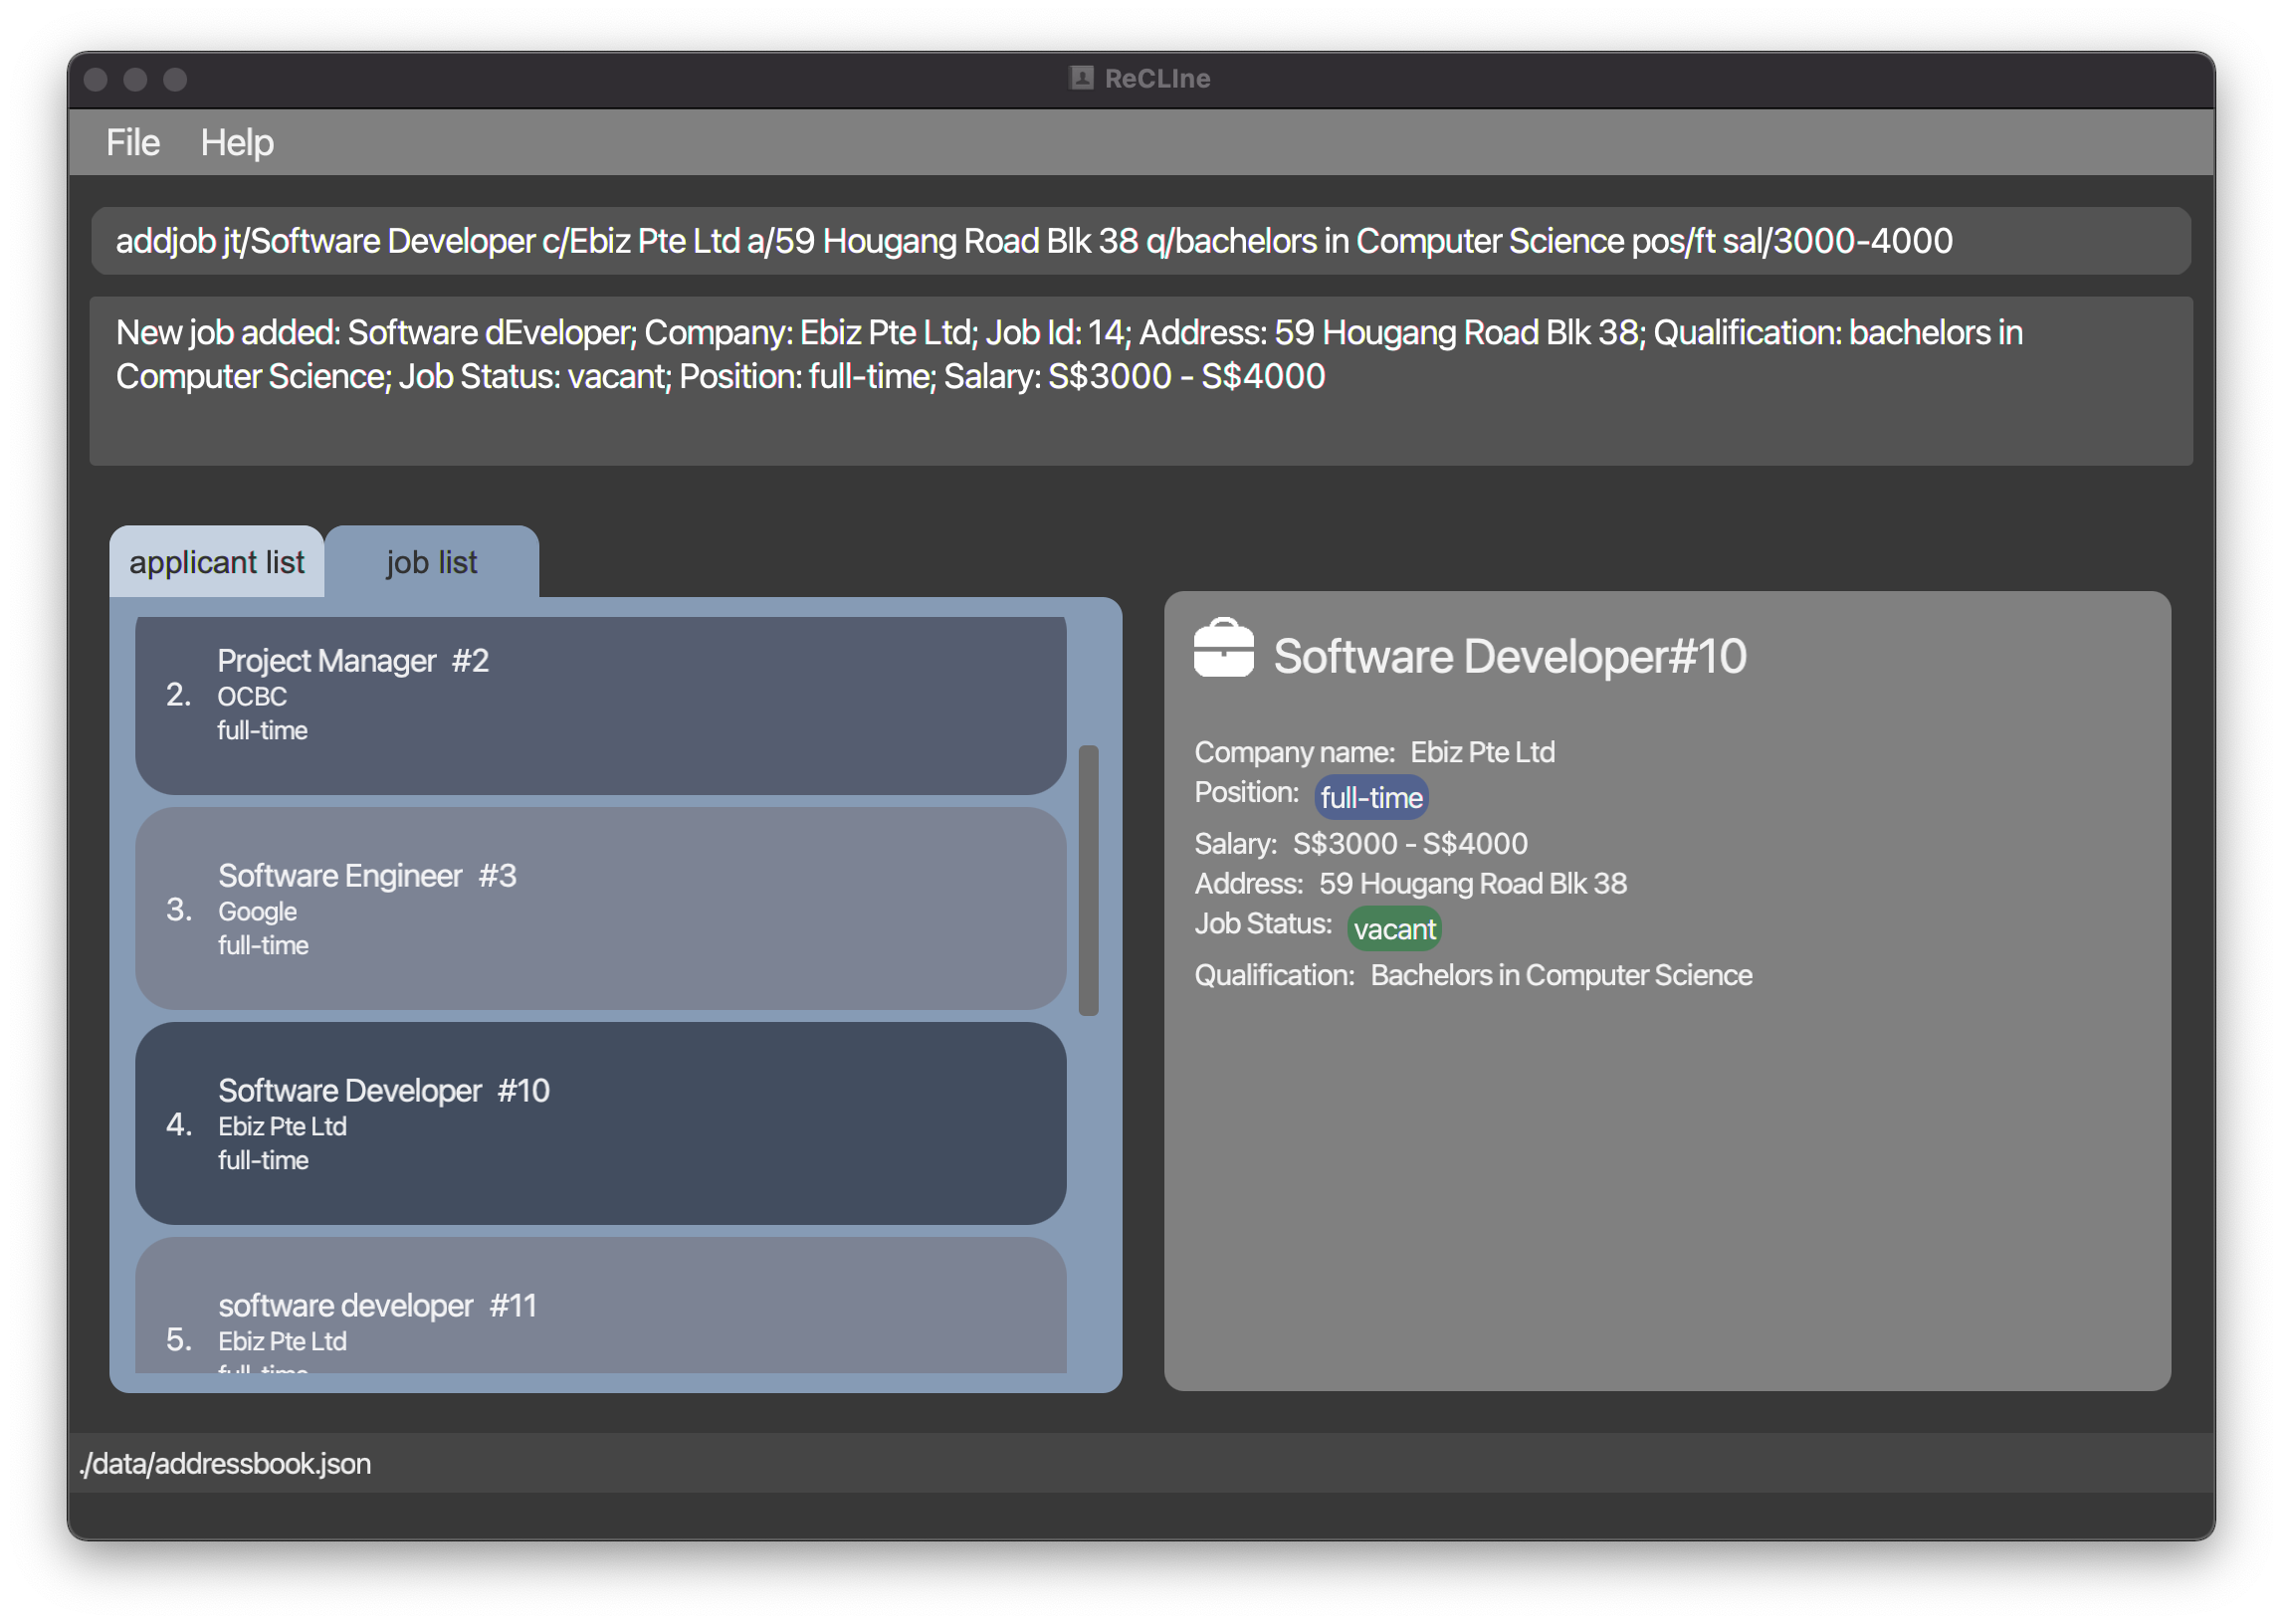 ReCLIne
File Help
addjob jt/Software Developer c/Ebiz Pte Ltd a/59 Hougang Road Blk 38 q/bachelors in Computer Science pos/ft sal/3000-4000
New job added: Software dEveloper; Company: Ebiz Pte Ltd; Job Id: 14; Address: 59 Hougang Road Blk 38; Qualification: bachelors in
Computer Science; Job Status: vacant; Position: full-time; Salary: S$3000 - S$4000
applicant list job list
2. Project Manager #2
OCBC
full-time
3. Software Engineer #3
Google
full-time
4. Software Developer #10
Ebiz Pte Ltd
full-time
5. software developer #11
Ebiz Pte Ltd
full-time
Software Developer#10
Company name: Ebiz Pte Ltd
Position: full-time
Salary: S$3000 - S$4000
Address: 59 Hougang Road Blk 38
Job Status: vacant
Qualification: Bachelors in Computer Science
./data/addressbook.json